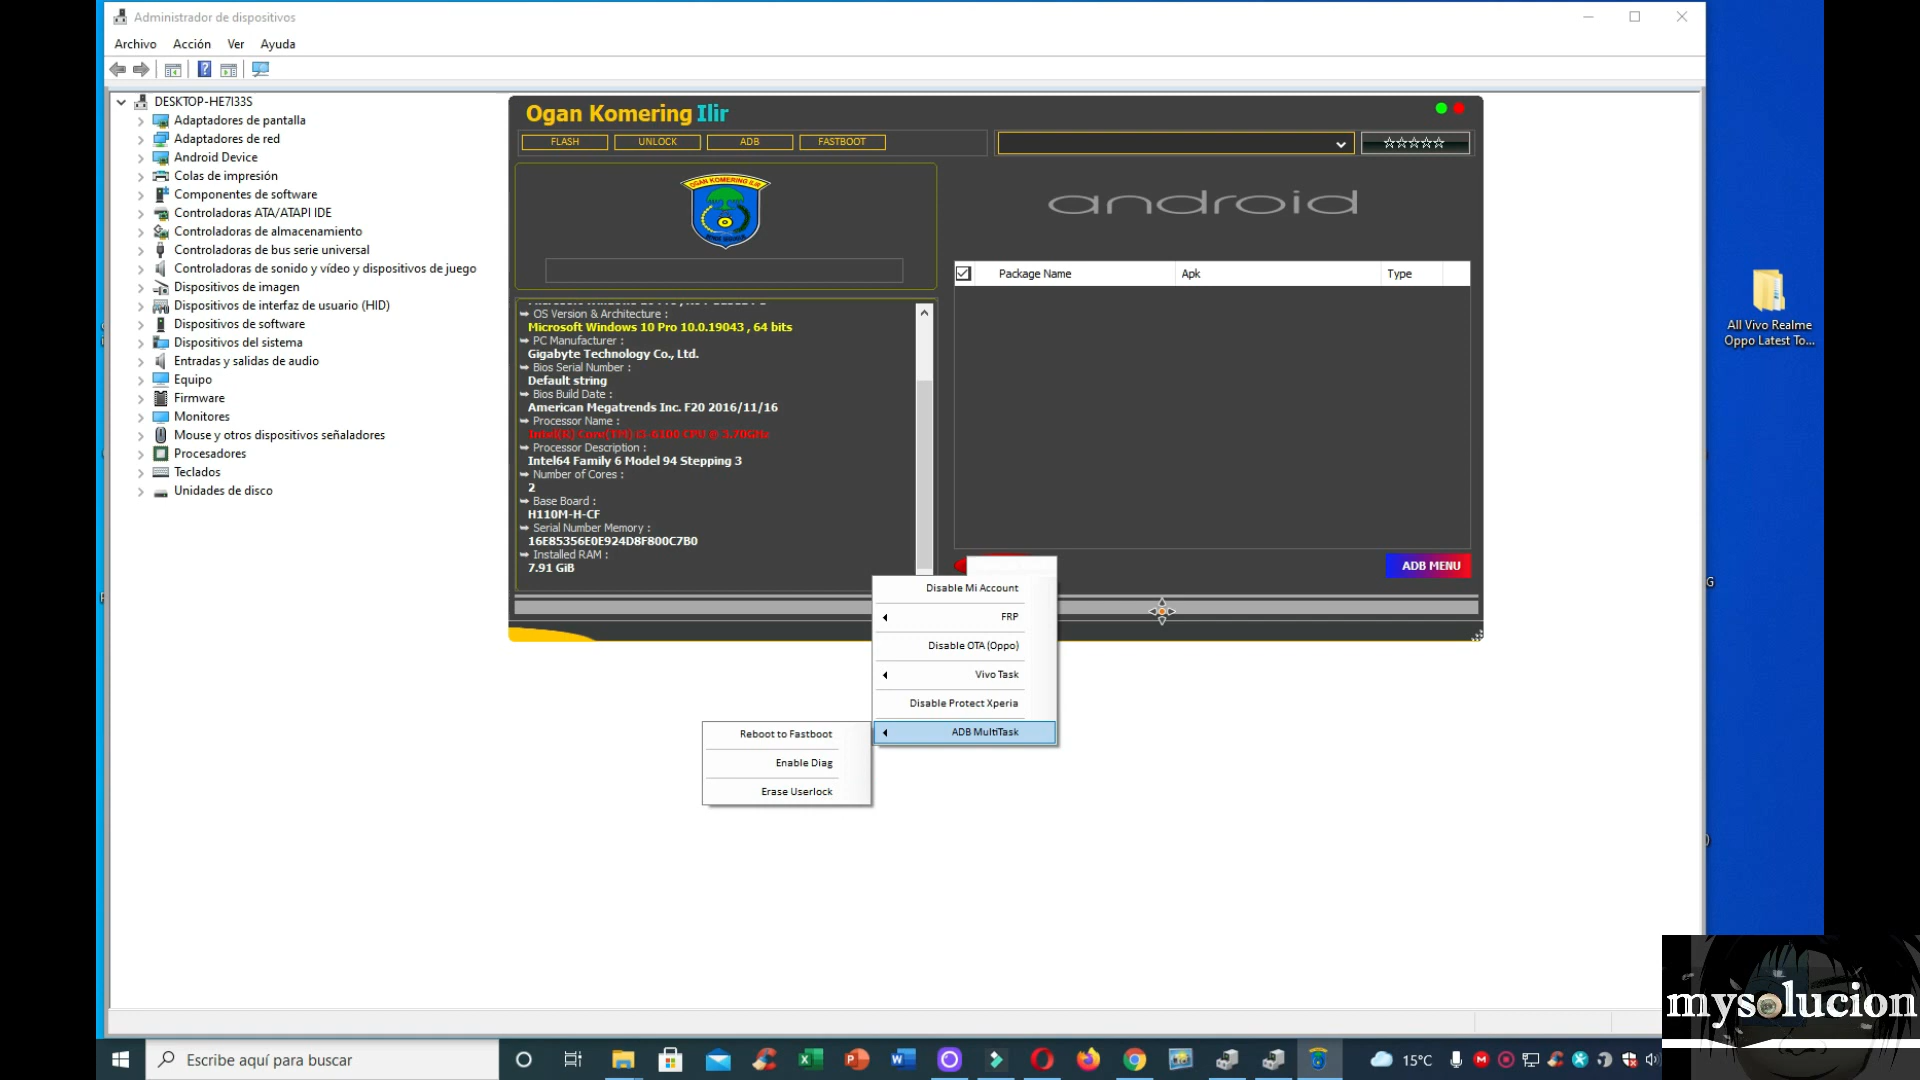 Administrador de dispositivos
Archivo Acción Ver Ayuda
DESKTOP-HE7I33S
Adaptadores de pantalla
Adaptadores de red
Android Device
Colas de impresión
Componentes de software
Controladoras ATA/ATAPI IDE
Controladoras de almacenamiento
Controladoras de bus serie universal
Controladoras de sonido y vídeo y dispositivos de juego
Dispositivos de imagen
Dispositivos de interfaz de usuario (HID)
Dispositivos de software
Dispositivos del sistema
Entradas y salidas de audio
Equipo
Firmware
Monitores
Mouse y otros dispositivos señaladores
Procesadores
Teclados
Unidades de disco
Ogan Komering Ilir
FLASH UNLOCK ADB FASTBOOT
OGAN KOMERING ILIR
android
Package Name Apk Type
OS Version & Architecture :
Microsoft Windows 10 Pro 10.0.19043 , 64 bits
PC Manufacturer :
Gigabyte Technology Co., Ltd.
Bios Serial Number :
Default string
Bios Build Date :
American Megatrends Inc. F20 2016/11/16
Processor Name :
Intel(R) Core(TM) i3-6100 CPU @ 3.70GHz
Processor Description :
Intel64 Family 6 Model 94 Stepping 3
Number of Cores :
2
Base Board :
H110M-H-CF
Serial Number Memory :
16E85356E0E924D8F800C7B0
Installed RAM :
7.91 GiB
ADB MENU
Disable Mi Account
FRP
Disable OTA (Oppo)
Vivo Task
Disable Protect Xperia
ADB MultiTask
Reboot to Fastboot
Enable Diag
Erase Userlock
All Vivo Realme
Oppo Latest To...
G
mysolucion
Escribe aquí para buscar
15°C